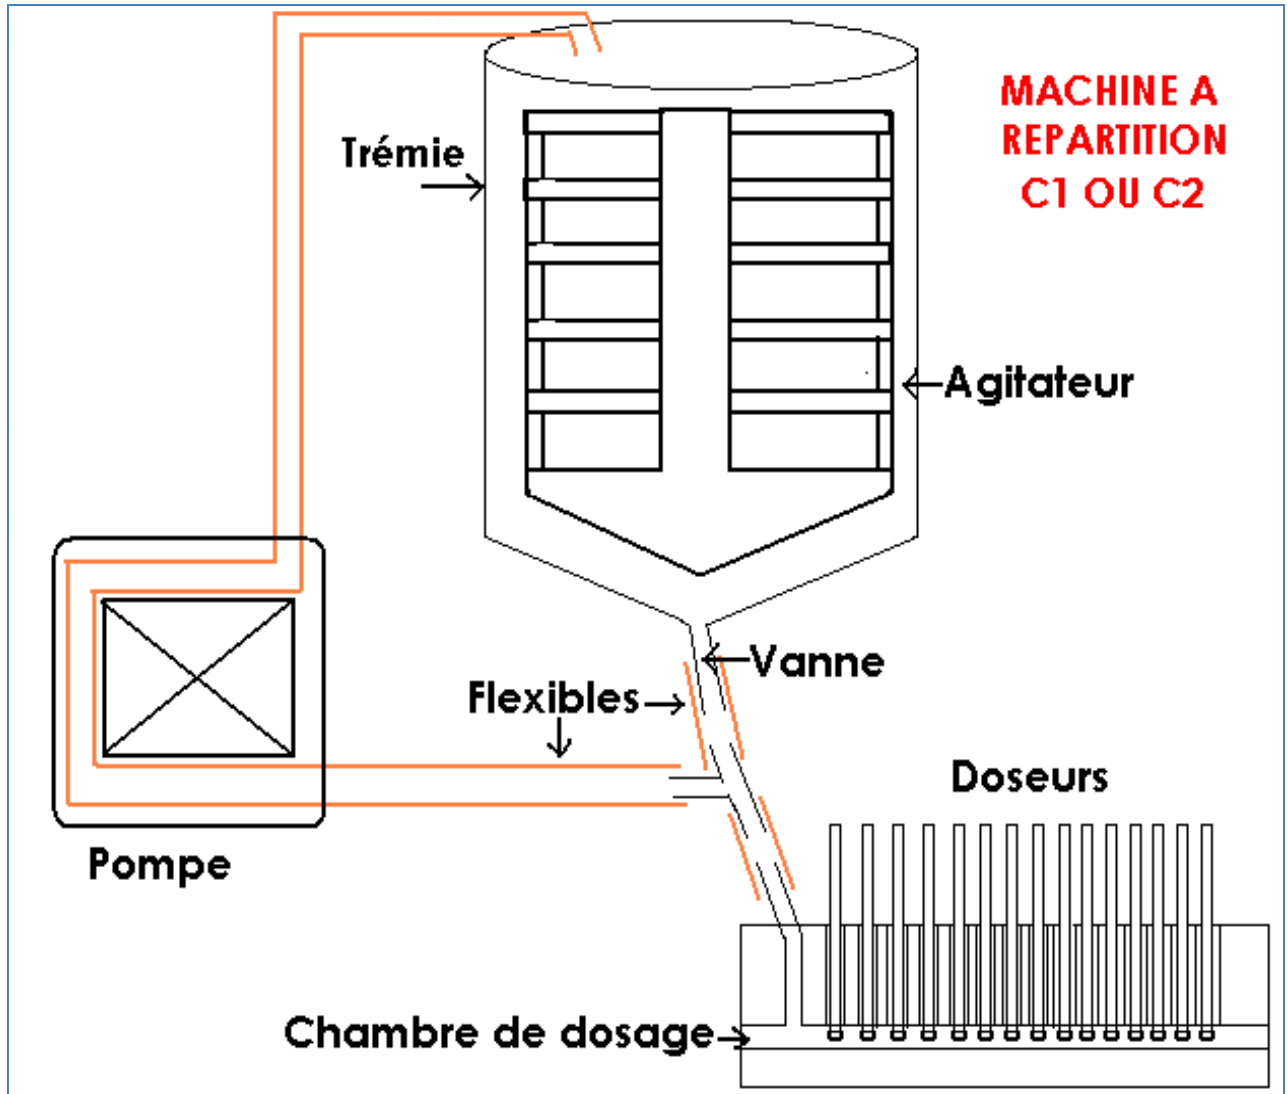 MACHINE A
REPARTITION
C1 OU C2
Trémie
Agitateur
Vanne
Flexibles
Doseurs
Pompe
Chambre de dosage